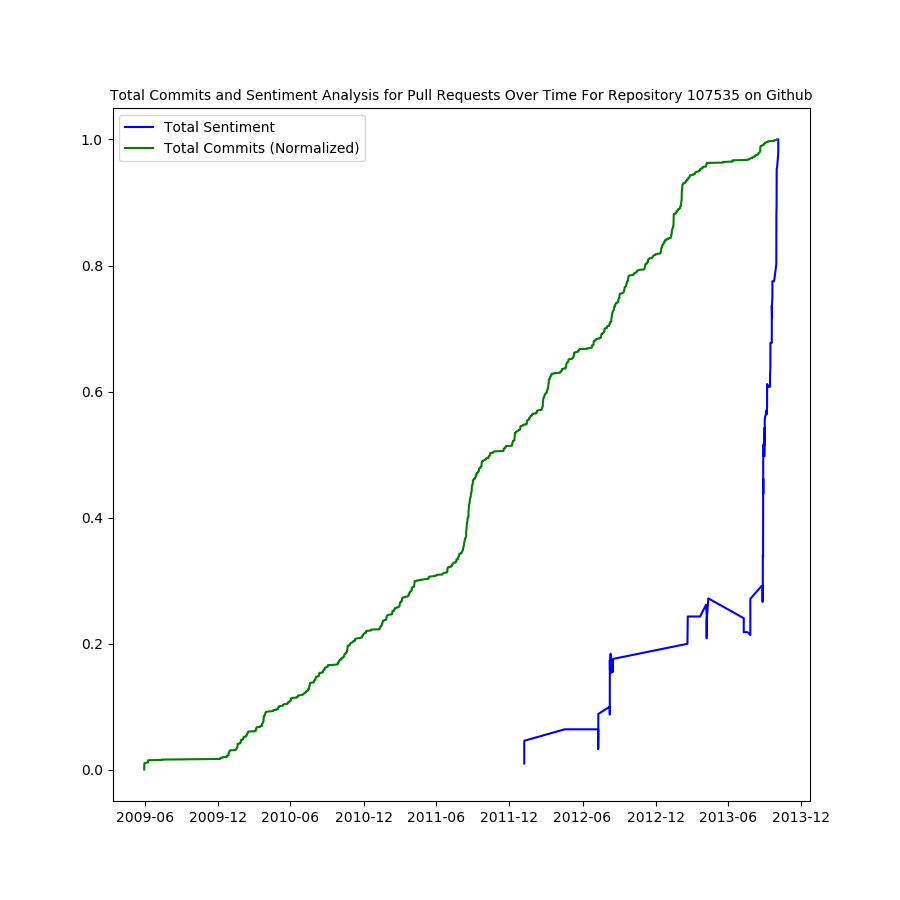 Total Commits and Sentiment Analysis for Pull Requests Over Time For Repository 107535 on Github
Total Sentiment
Total Commits (Normalized)
1.0
0.8
0.6
0.4
0.2
0.0
2009-06 2009-12 2010-06 2010-12 2011-06 2011-12 2012-06 2012-12 2013-06 2013-12